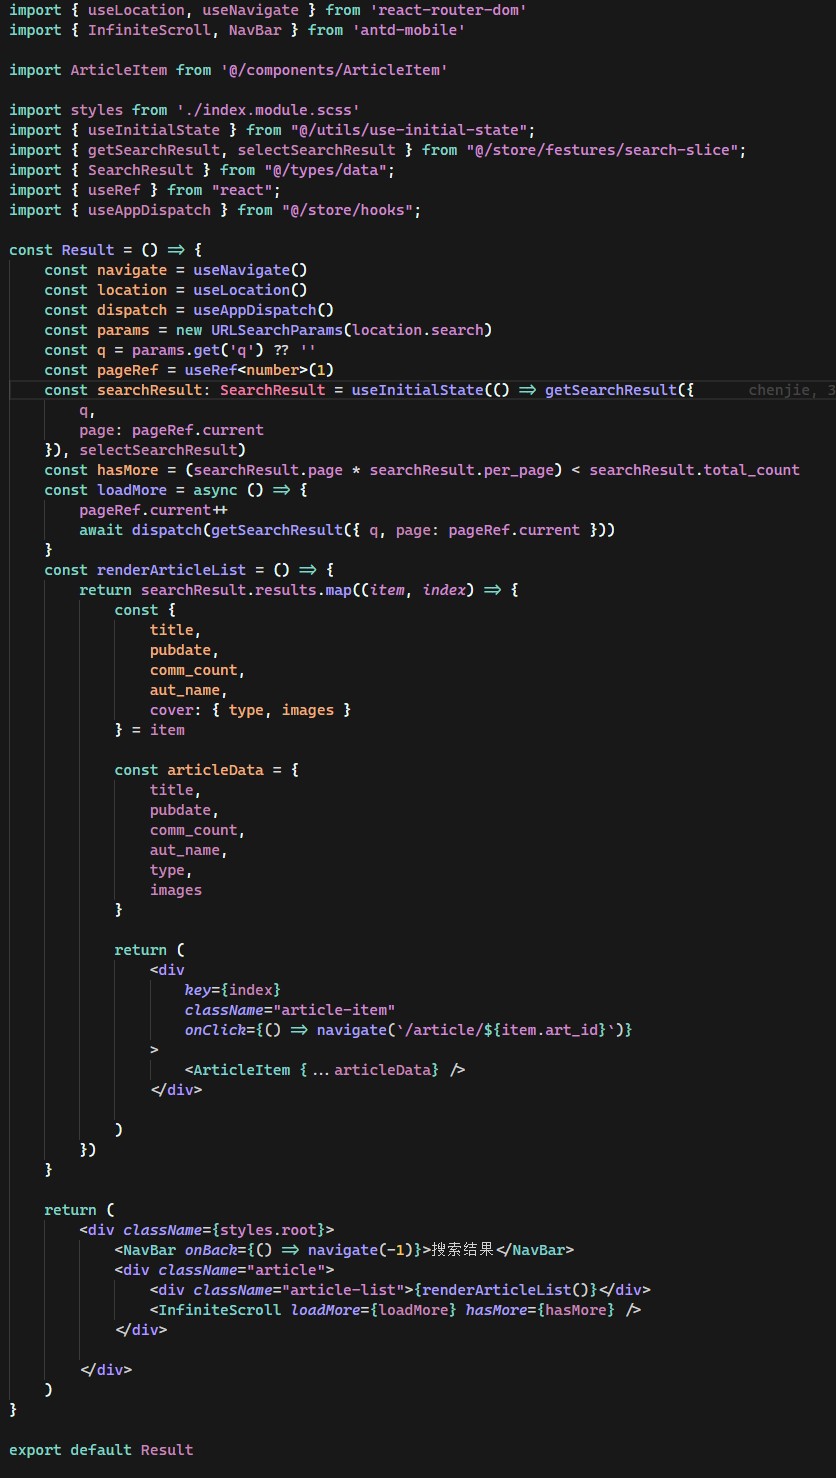 import { useLocation, useNavigate } from 'react-router-dom'
import { InfiniteScroll, NavBar } from 'antd-mobile'
import ArticleItem from '@/components/ArticleItem'
import styles from './index.module.scss'
import { useInitialState } from "@/utils/use-initial-state";
import { getSearchResult, selectSearchResult } from "@/store/festures/search-slice";
import { SearchResult } from "@/types/data";
import { useRef } from "react";
import { useAppDispatch } from "@/store/hooks";
const Result = () => {
const navigate = useNavigate()
const location = useLocation()
const dispatch = useAppDispatch()
const params = new URLSearchParams(location.search)
const q = params.get('q') ?? ''
const pageRef = useRef<number>(1)
const searchResult: SearchResult = useInitialState(() => getSearchResult({ chenjie, 3
q,
page: pageRef.current
}), selectSearchResult)
const hasMore = (searchResult.page * searchResult.per_page) < searchResult.total_count
const loadMore = async () => {
pageRef.current++
await dispatch(getSearchResult({ q, page: pageRef.current }))
}
const renderArticleList = () => {
return searchResult.results.map((item, index) => {
const {
title,
pubdate,
comm_count,
aut_name,
cover: { type, images }
} = item
const articleData = {
title,
pubdate,
comm_count,
aut_name,
type,
images
}
return (
<div
key={index}
className="article-item"
onClick={() => navigate(`/article/${item.art_id}`)}
>
<ArticleItem {...articleData} />
</div>
)
})
}
return (
<div className={styles.root}>
<NavBar onBack={() => navigate(-1)}>搜索结果</NavBar>
<div className="article">
<div className="article-list">{renderArticleList()}</div>
<InfiniteScroll loadMore={loadMore} hasMore={hasMore} />
</div>
</div>
)
}
export default Result